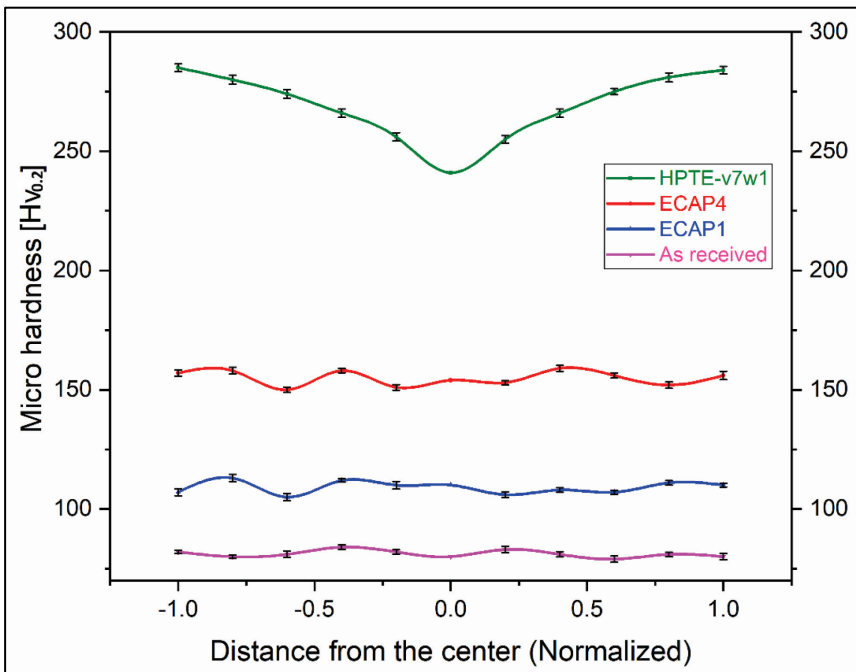 300
300
250
250
200
200
150
150
100
100
-1.0
-0.5
0.0
0.5
1.0
Micro hardness [Hv0.2]
Distance from the center (Normalized)
HPTE-v7w1
ECAP4
ECAP1
As received